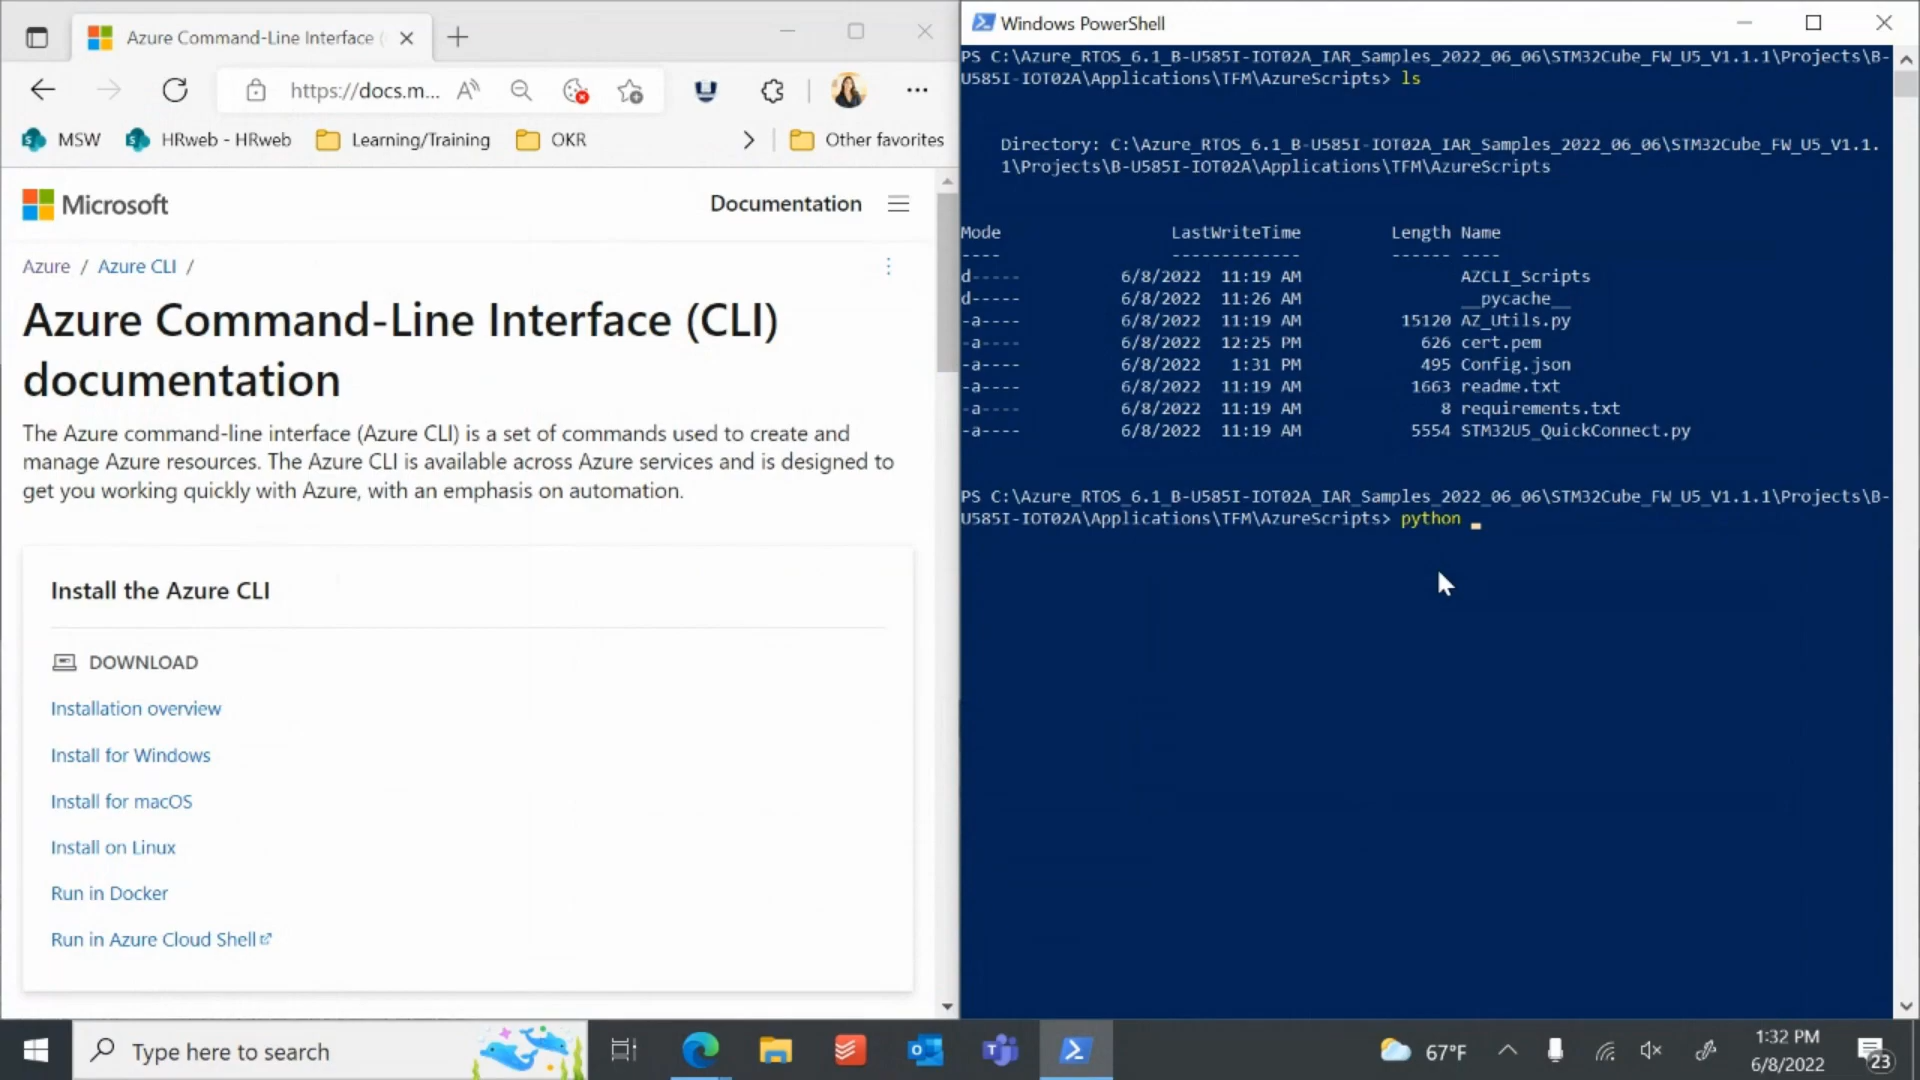 Azure Command-Line Interface (
https://docs.m...
MSW
HRweb - HRweb
Learning/Training
OKR
Other favorites
Microsoft
Documentation
Azure / Azure CLI /
Azure Command-Line Interface (CLI)
documentation
The Azure command-line interface (Azure CLI) is a set of commands used to create and
manage Azure resources. The Azure CLI is available across Azure services and is designed to
get you working quickly with Azure, with an emphasis on automation.
Install the Azure CLI
DOWNLOAD
Installation overview
Install for Windows
Install for macOS
Install on Linux
Run in Docker
Run in Azure Cloud Shell
Windows PowerShell
PS C:\Azure_RTOS_6.1_B-U585I-IOT02A_IAR_Samples_2022_06_06\STM32Cube_FW_U5_V1.1.1\Projects\B-
U585I-IOT02A\Applications\TFM\AzureScripts> ls
Directory: C:\Azure_RTOS_6.1_B-U585I-IOT02A_IAR_Samples_2022_06_06\STM32Cube_FW_U5_V1.1.
1\Projects\B-U585I-IOT02A\Applications\TFM\AzureScripts
Mode LastWriteTime Length Name
---- ------------- ------ ----
d----- 6/8/2022 11:19 AM AZCLI_Scripts
d----- 6/8/2022 11:26 AM __pycache__
-a---- 6/8/2022 11:19 AM 15120 AZ_Utils.py
-a---- 6/8/2022 12:25 PM 626 cert.pem
-a---- 6/8/2022 1:31 PM 495 Config.json
-a---- 6/8/2022 11:19 AM 1663 readme.txt
-a---- 6/8/2022 11:19 AM 8 requirements.txt
-a---- 6/8/2022 11:19 AM 5554 STM32U5_QuickConnect.py
PS C:\Azure_RTOS_6.1_B-U585I-IOT02A_IAR_Samples_2022_06_06\STM32Cube_FW_U5_V1.1.1\Projects\B-
U585I-IOT02A\Applications\TFM\AzureScripts> python _
Type here to search
67°F
1:32 PM
6/8/2022
23